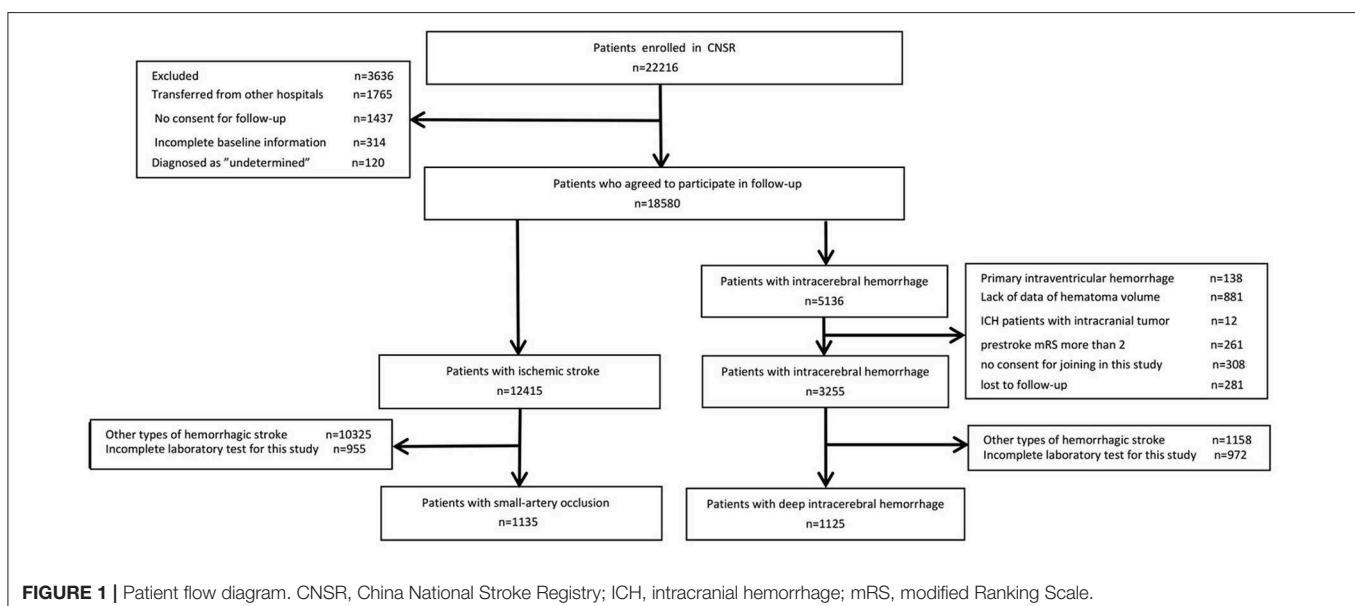 Patients enrolled in CNSR
n=22216
Excluded n=3636
Transferred from other hospitals n=1765
No consent for follow-up n=1437
Incomplete baseline information n=314
Diagnosed as "undetermined" n=120
Patients who agreed to participate in follow-up
n=18580
Patients with intracerebral hemorrhage
n=5136
Primary intraventricular hemorrhage n=138
Lack of data of hematoma volume n=881
ICH patients with intracranial tumor n=12
prestroke mRS more than 2 n=261
no consent for joining in this study n=308
lost to follow-up n=281
Patients with ischemic stroke
n=12415
Patients with intracerebral hemorrhage
n=3255
Other types of hemorrhagic stroke n=10325
Incomplete laboratory test for this study n=955
Other types of hemorrhagic stroke n=1158
Incomplete laboratory test for this study n=972
Patients with small-artery occlusion
n=1135
Patients with deep intracerebral hemorrhage
n=1125
FIGURE 1 | Patient flow diagram. CNSR, China National Stroke Registry; ICH, intracranial hemorrhage; mRS, modified Ranking Scale.